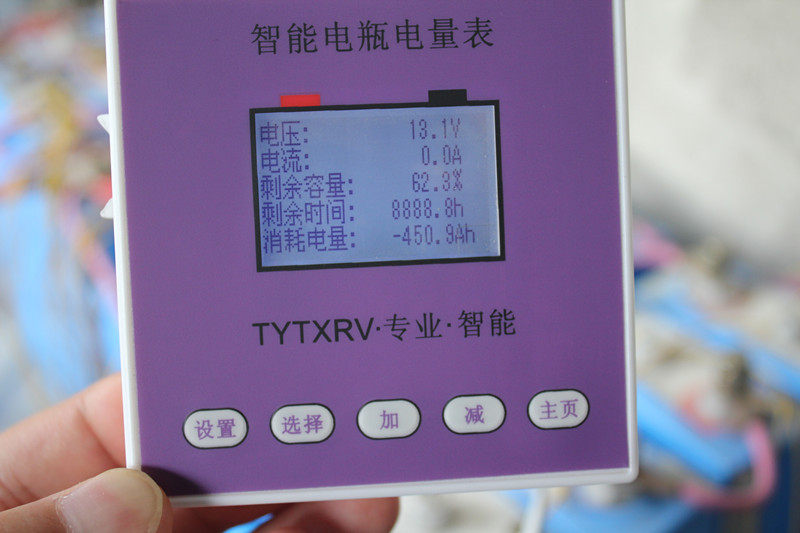 智能电瓶电量表
电压: 13.1V
电流: 0.0A
剩余容量: 62.3%
剩余时间: 8888.8h
消耗电量: -450.9Ah
TYTXRV·专业·智能
设置 选择 加 减 主页